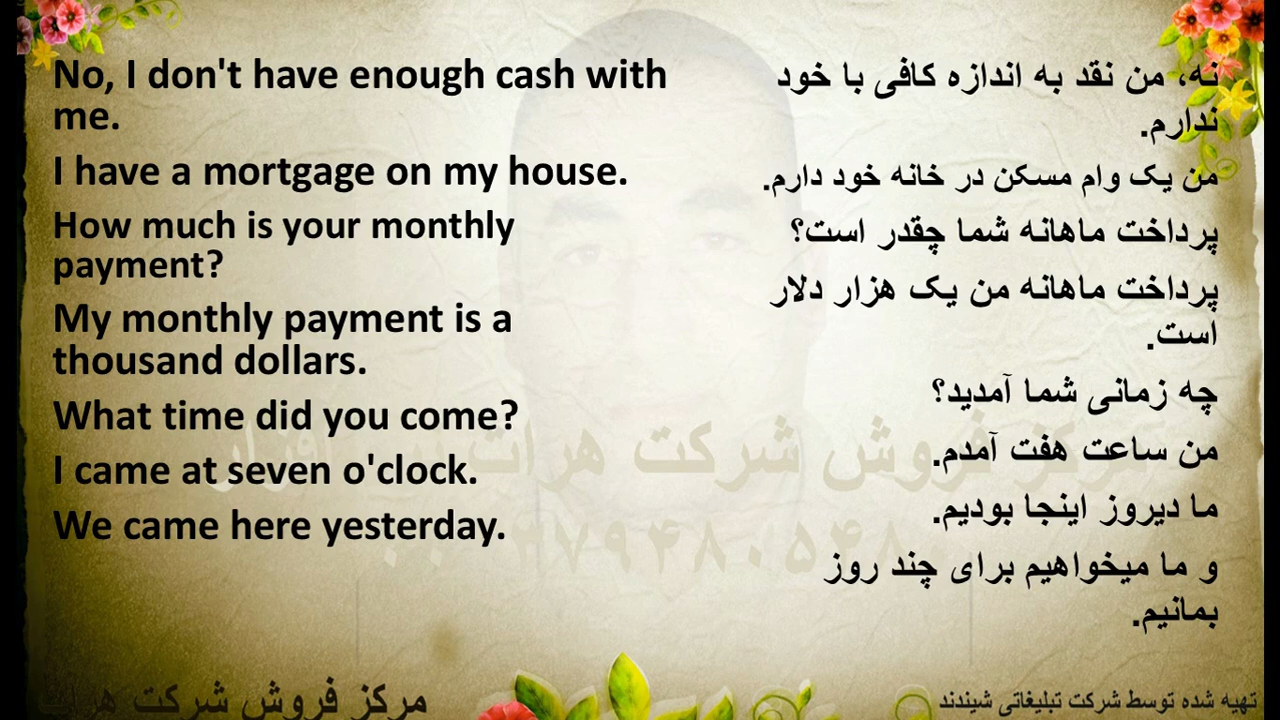 No, I don't have enough cash with
me.
I have a mortgage on my house.
How much is your monthly
payment?
My monthly payment is a
thousand dollars.
What time did you come?
I came at seven o'clock.
We came here yesterday.
نه، من نقد به اندازه کافی با خود
ندارم.
من یک وام مسکن در خانه خود دارم.
پرداخت ماهانه شما چقدر است؟
پرداخت ماهانه من یک هزار دلار
است.
چه زمانی شما آمدید؟
من ساعت هفت آمدم.
ما دیروز اینجا بودیم.
و ما میخواهیم برای چند روز
بمانیم.
مرکز فروش شرکت هرات
مرکز فروش شرکت هرات
تهیه شده توسط شرکت تبلیغاتی شیندند